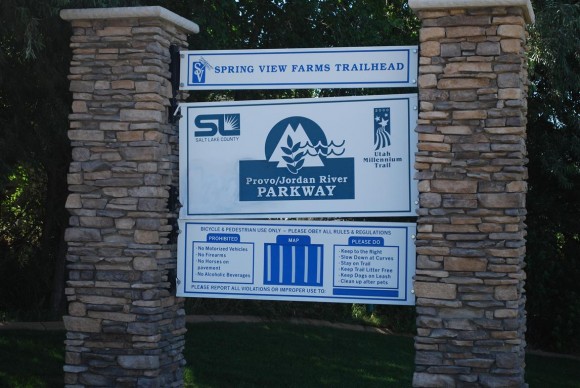 SPRING VIEW FARMS TRAILHEAD
SL
SALT LAKE COUNTY
Utah
Millennium
Trail
Provo/Jordan River
PARKWAY
BICYCLE & PEDESTRIAN USE ONLY - PLEASE OBEY ALL RULES & REGULATIONS
PROHIBITED
- No Motorized Vehicles
- No Firearms
- No Horses on
pavement
- No Alcoholic Beverages
MAP
PLEASE DO
- Keep to the Right
- Slow Down at Curves
- Stay on Trail
- Keep Trail Litter Free
- Keep Dogs on Leash
- Clean up after pets
PLEASE REPORT ALL VIOLATIONS OR IMPROPER USE TO: